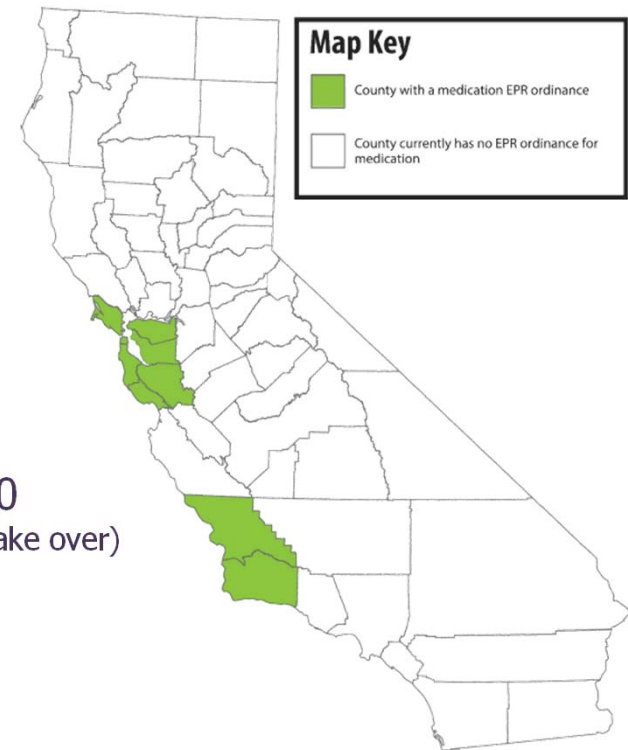 Map Key
County with a medication EPR ordinance
County currently has no EPR ordinance for
medication
0
ake over)